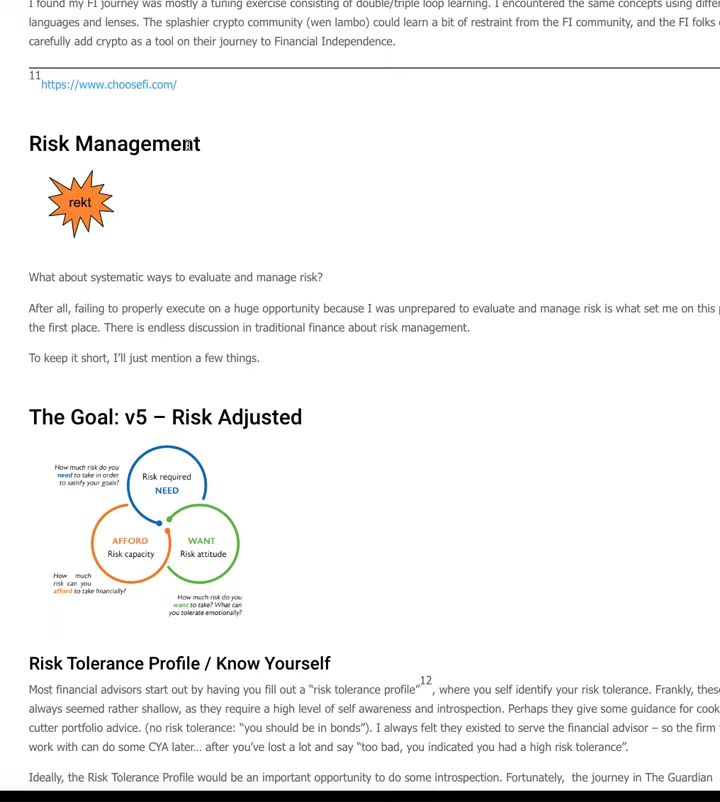 I found my FI journey was mostly a tuning exercise consisting of double/triple loop learning. I encountered the same concepts using
languages and lenses. The splashier crypto community (wen lambo) could learn a bit of restraint from the FI community, and the FI folks
carefully add crypto as a tool on their journey to Financial Independence.
11
https://www.choosefi.com/
Risk Management
rekt
What about systematic ways to evaluate and manage risk?
After all, failing to properly execute on a huge opportunity because I was unprepared to evaluate and manage risk is what set me on this
the first place. There is endless discussion in traditional finance about risk management.
To keep it short, I'll just mention a few things.
The Goal: v5 – Risk Adjusted
How much risk do you
need to take in order
to satisfy your goals?
Risk required
NEED
AFFORD
Risk capacity
WANT
Risk attitude
How much
risk can you
afford to take financially?
How much risk do you
want to take? What can
you tolerate emotionally?
Risk Tolerance Profile / Know Yourself
Most financial advisors start out by having you fill out a “risk tolerance profile”12, where you self identify your risk tolerance. Frankly,
always seemed rather shallow, as they require a high level of self awareness and introspection. Perhaps they give some guidance for
cutter portfolio advice. (no risk tolerance: “you should be in bonds”). I always felt they existed to serve the financial advisor – so the firm
work with can do some CYA later… after you’ve lost a lot and say “too bad, you indicated you had a high risk tolerance”.
Ideally, the Risk Tolerance Profile would be an important opportunity to do some introspection. Fortunately, the journey in The Guardian